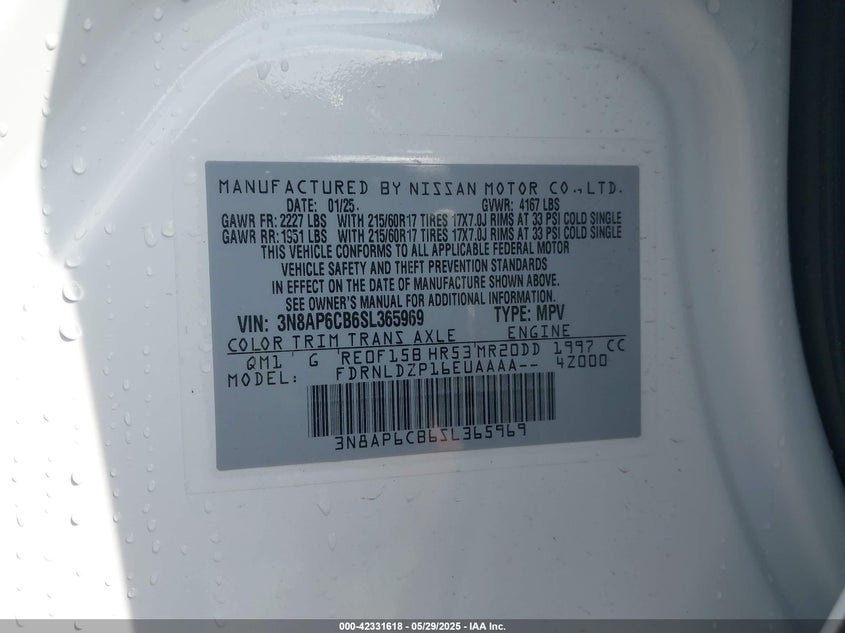 MANUFACTURED BY NISSAN MOTOR CO.,LTD.
DATE: 01/25. GVWR: 4167 LBS
GAWR FR: 2227 LBS WITH 215/60R17 TIRES 17X7.0J RIMS AT 33 PSI COLD SINGLE
GAWR RR: 1951 LBS WITH 215/60R17 TIRES 17X7.0J RIMS AT 33 PSI COLD SINGLE
THIS VEHICLE CONFORMS TO ALL APPLICABLE FEDERAL MOTOR
VEHICLE SAFETY AND THEFT PREVENTION STANDARDS
IN EFFECT ON THE DATE OF MANUFACTURE SHOWN ABOVE.
SEE OWNER'S MANUAL FOR ADDITIONAL INFORMATION.
VIN: 3N8AP6CB6SL365969 TYPE: MPV
COLOR TRIM TRANS AXLE ENGINE
QM1 G RE0F15B HR53 MR20DD 1997 CC
MODEL: FDRNLDZP16EUAAAA-- 4Z000
3N8AP6CB6SL365969
000-42331618 - 05/29/2025 - IAA Inc.